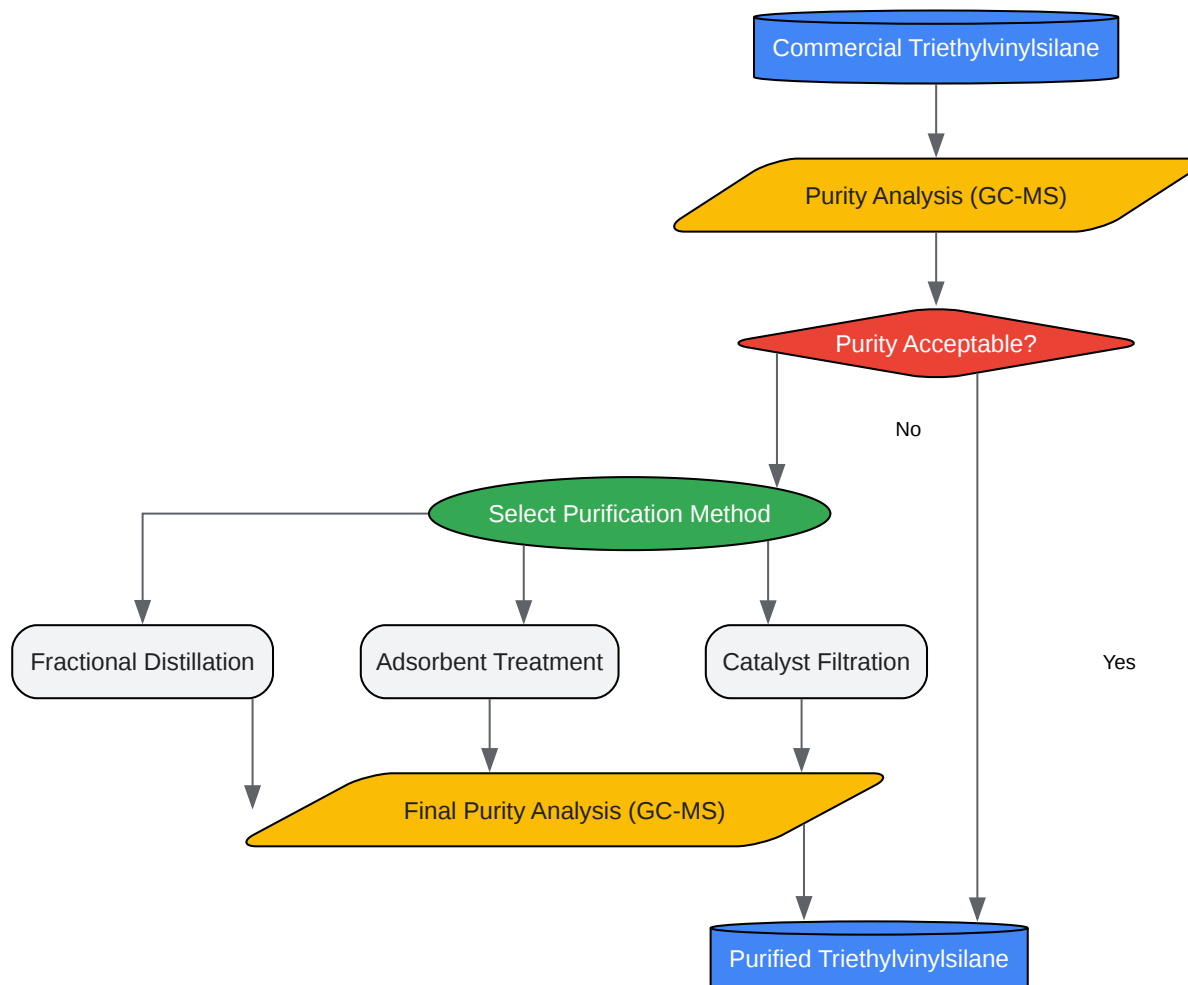 Commercial Triethylvinylsilane
Purity Analysis (GC-MS)
Purity Acceptable?
No
Select Purification Method
Fractional Distillation
Adsorbent Treatment
Catalyst Filtration
Yes
Final Purity Analysis (GC-MS)
Purified Triethylvinylsilane